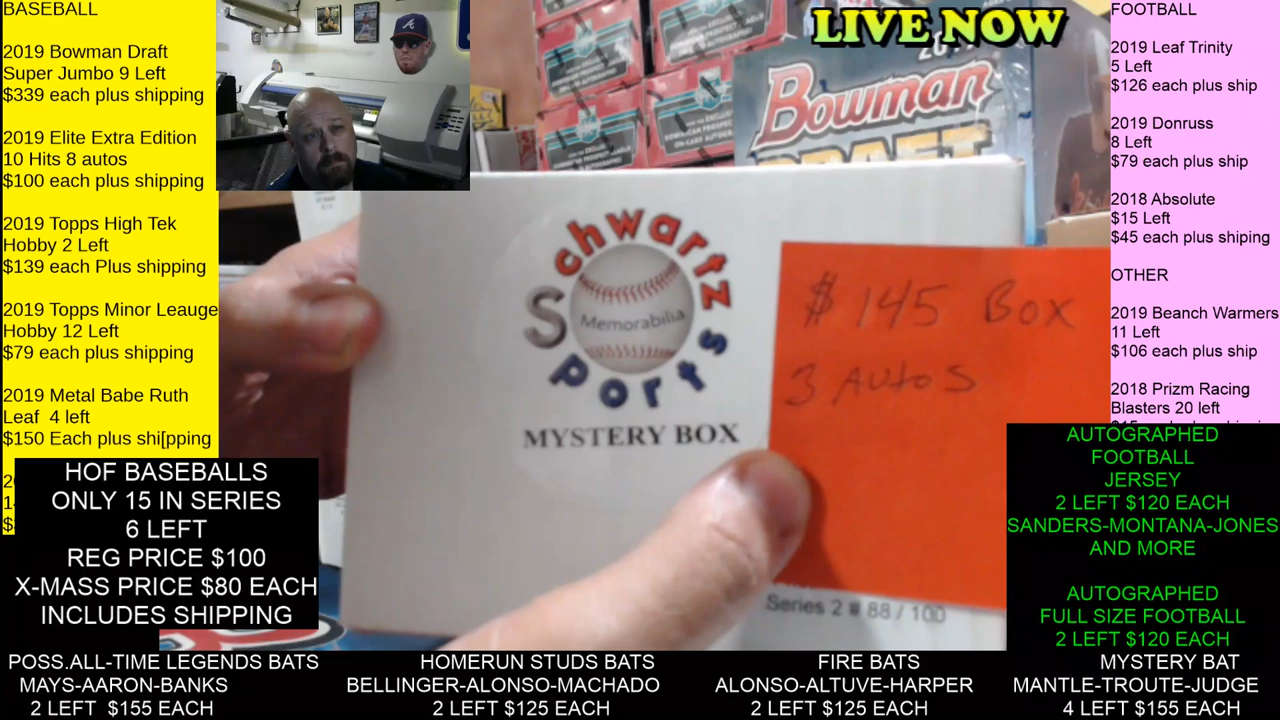 BASEBALL
2019 Bowman Draft
Super Jumbo 9 Left
$339 each plus shipping
2019 Elite Extra Edition
10 Hits 8 autos
$100 each plus shipping
2019 Topps High Tek
Hobby 2 Left
$139 each Plus shipping
2019 Topps Minor Leauge
Hobby 12 Left
$79 each plus shipping
2019 Metal Babe Ruth
Leaf 4 left
$150 Each plus shi[pping
HOF BASEBALLS
ONLY 15 IN SERIES
6 LEFT
REG PRICE $100
X-MASS PRICE $80 EACH
INCLUDES SHIPPING
LIVE NOW
Bowman
DRAFT
Schwartz
Sports
Memorabilia
MYSTERY BOX
$145 BOX
3 AUTOS
Series 2 # 88 / 100
FOOTBALL
2019 Leaf Trinity
5 Left
$126 each plus ship
2019 Donruss
8 Left
$79 each plus ship
2018 Absolute
$15 Left
$45 each plus shiping
OTHER
2019 Beanch Warmers
11 Left
$106 each plus ship
2018 Prizm Racing
Blasters 20 left
AUTOGRAPHED
FOOTBALL
JERSEY
2 LEFT $120 EACH
SANDERS-MONTANA-JONES
AND MORE
AUTOGRAPHED
FULL SIZE FOOTBALL
2 LEFT $120 EACH
POSS.ALL-TIME LEGENDS BATS
MAYS-AARON-BANKS
2 LEFT $155 EACH
HOMERUN STUDS BATS
BELLINGER-ALONSO-MACHADO
2 LEFT $125 EACH
FIRE BATS
ALONSO-ALTUVE-HARPER
2 LEFT $125 EACH
MYSTERY BAT
MANTLE-TROUTE-JUDGE
4 LEFT $155 EACH